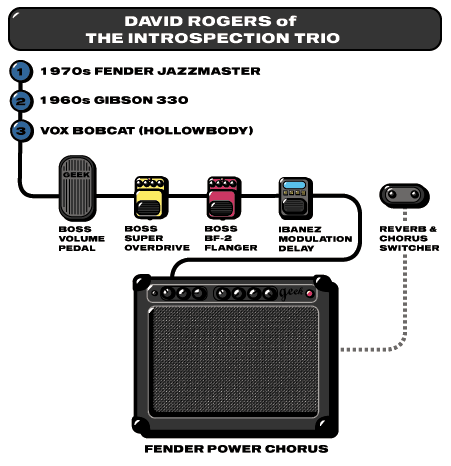 DAVID ROGERS of
THE INTROSPECTION TRIO
1 1970s FENDER JAZZMASTER
2 1960s GIBSON 330
3 VOX BOBCAT (HOLLOWBODY)
GEEK
BOSS
VOLUME
PEDAL
BOSS
SUPER
OVERDRIVE
BOSS
BF-2
FLANGER
IBANEZ
MODULATION
DELAY
REVERB &
CHORUS
SWITCHER
geek
FENDER POWER CHORUS